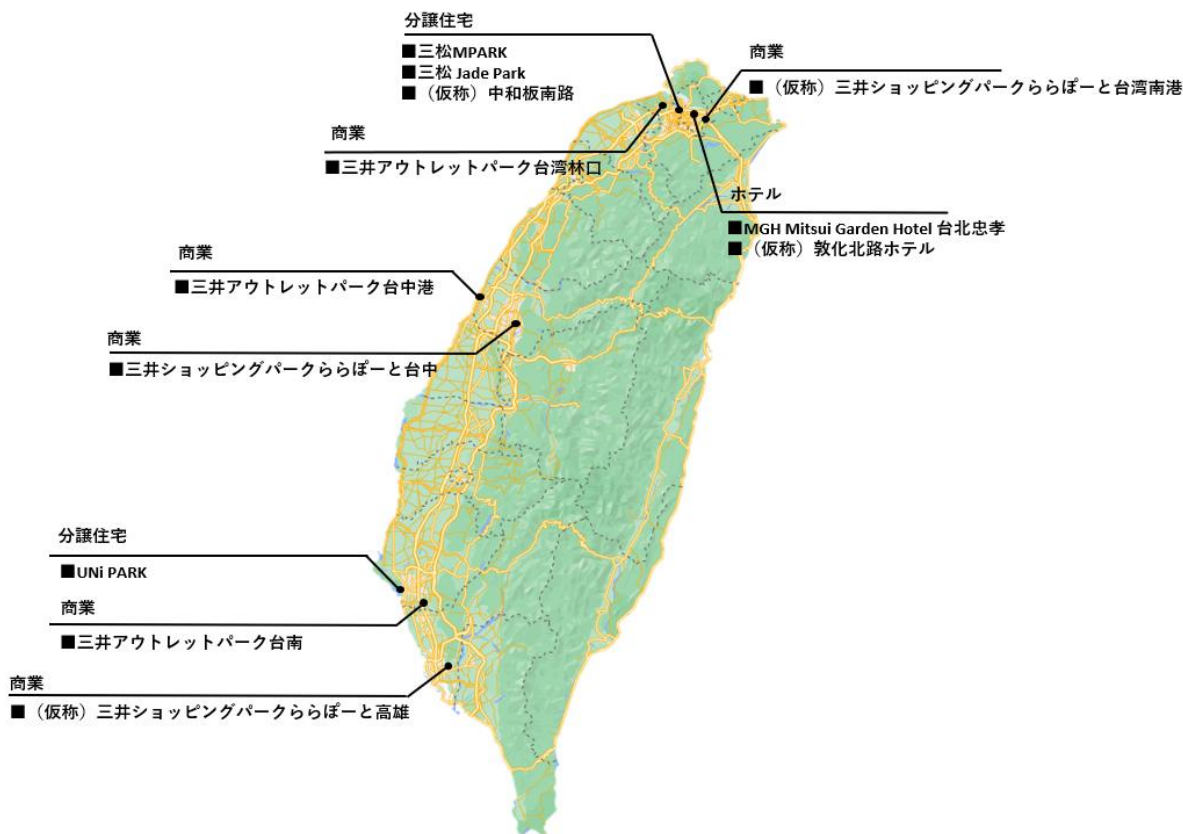 分譲住宅
■三松MPARK
■三松 Jade Park
■（仮称）中和板南路
商業
■（仮称）三井ショッピングパークららぽーと台湾南港
商業
■三井アウトレットパーク台湾林口
ホテル
■MGH Mitsui Garden Hotel 台北忠孝
■（仮称）敦化北路ホテル
商業
■三井アウトレットパーク台中港
商業
■三井ショッピングパークららぽーと台中
分譲住宅
■UNi PARK
商業
■三井アウトレットパーク台南
商業
■（仮称）三井ショッピングパークららぽーと高雄